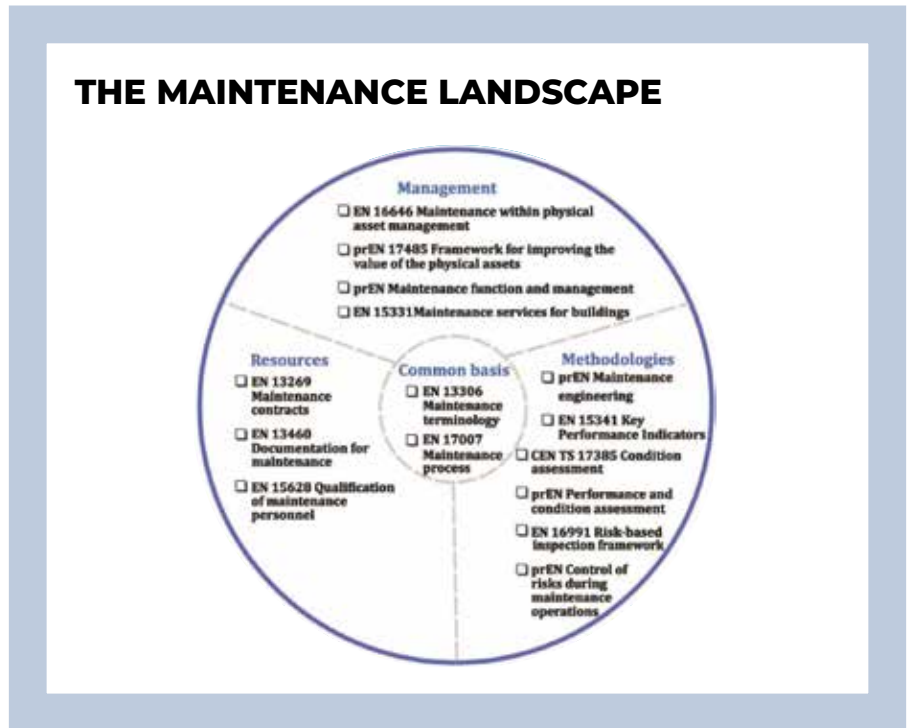 THE MAINTENANCE LANDSCAPE
Management
❑ EN 16646 Maintenance within physical
asset management
❑ prEN 17485 Framework for improving the
value of the physical assets
❑ prEN Maintenance function and management
❑ EN 15331Maintenance services for buildings
Resources
❑ EN 13269
Maintenance
contracts
❑ EN 13460
Documentation for
maintenance
❑ EN 15628 Qualification
of maintenance
personnel
Common basis
❑ EN 13306
Maintenance
terminology
❑ EN 17007
Maintenance
process
Methodologies
❑ prEN Maintenance
engineering
❑ EN 15341 Key
Performance Indicators
❑ CEN TS 17385 Condition
assessment
❑ prEN Performance and
condition assessment
❑ EN 16991 Risk-based
inspection framework
❑ prEN Control of
risks during
maintenance
operations